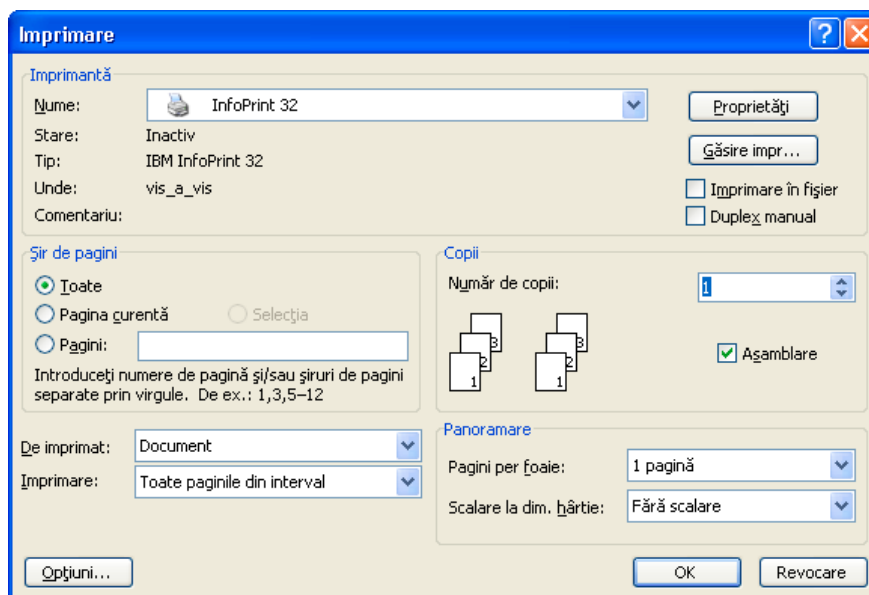 Imprimare
Imprimantă
Nume: InfoPrint 32 Proprietăţi
Stare: Inactiv
Tip: IBM InfoPrint 32 Găsire impr...
Unde: vis_a_vis Imprimare în fişier
Comentariu: Duplex manual
Şir de pagini
Toate
Pagina curentă Selecţia
Pagini:
Introduceţi numere de pagină şi/sau şiruri de pagini
separate prin virgule. De ex.: 1,3,5–12
Copii
Număr de copii: 1
1 2 3 1 2 3 Asamblare
De imprimat: Document
Imprimare: Toate paginile din interval
Panoramare
Pagini per foaie: 1 pagină
Scalare la dim. hârtie: Fără scalare
Opţiuni... OK Revocare